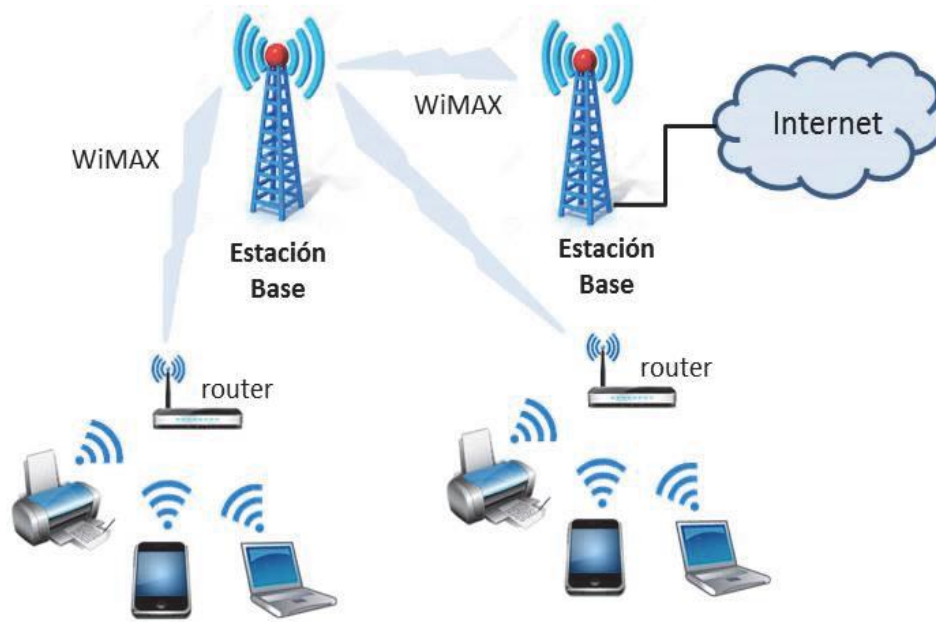 WiMAX
WiMAX
Internet
Estación
Base
Estación
Base
router
router